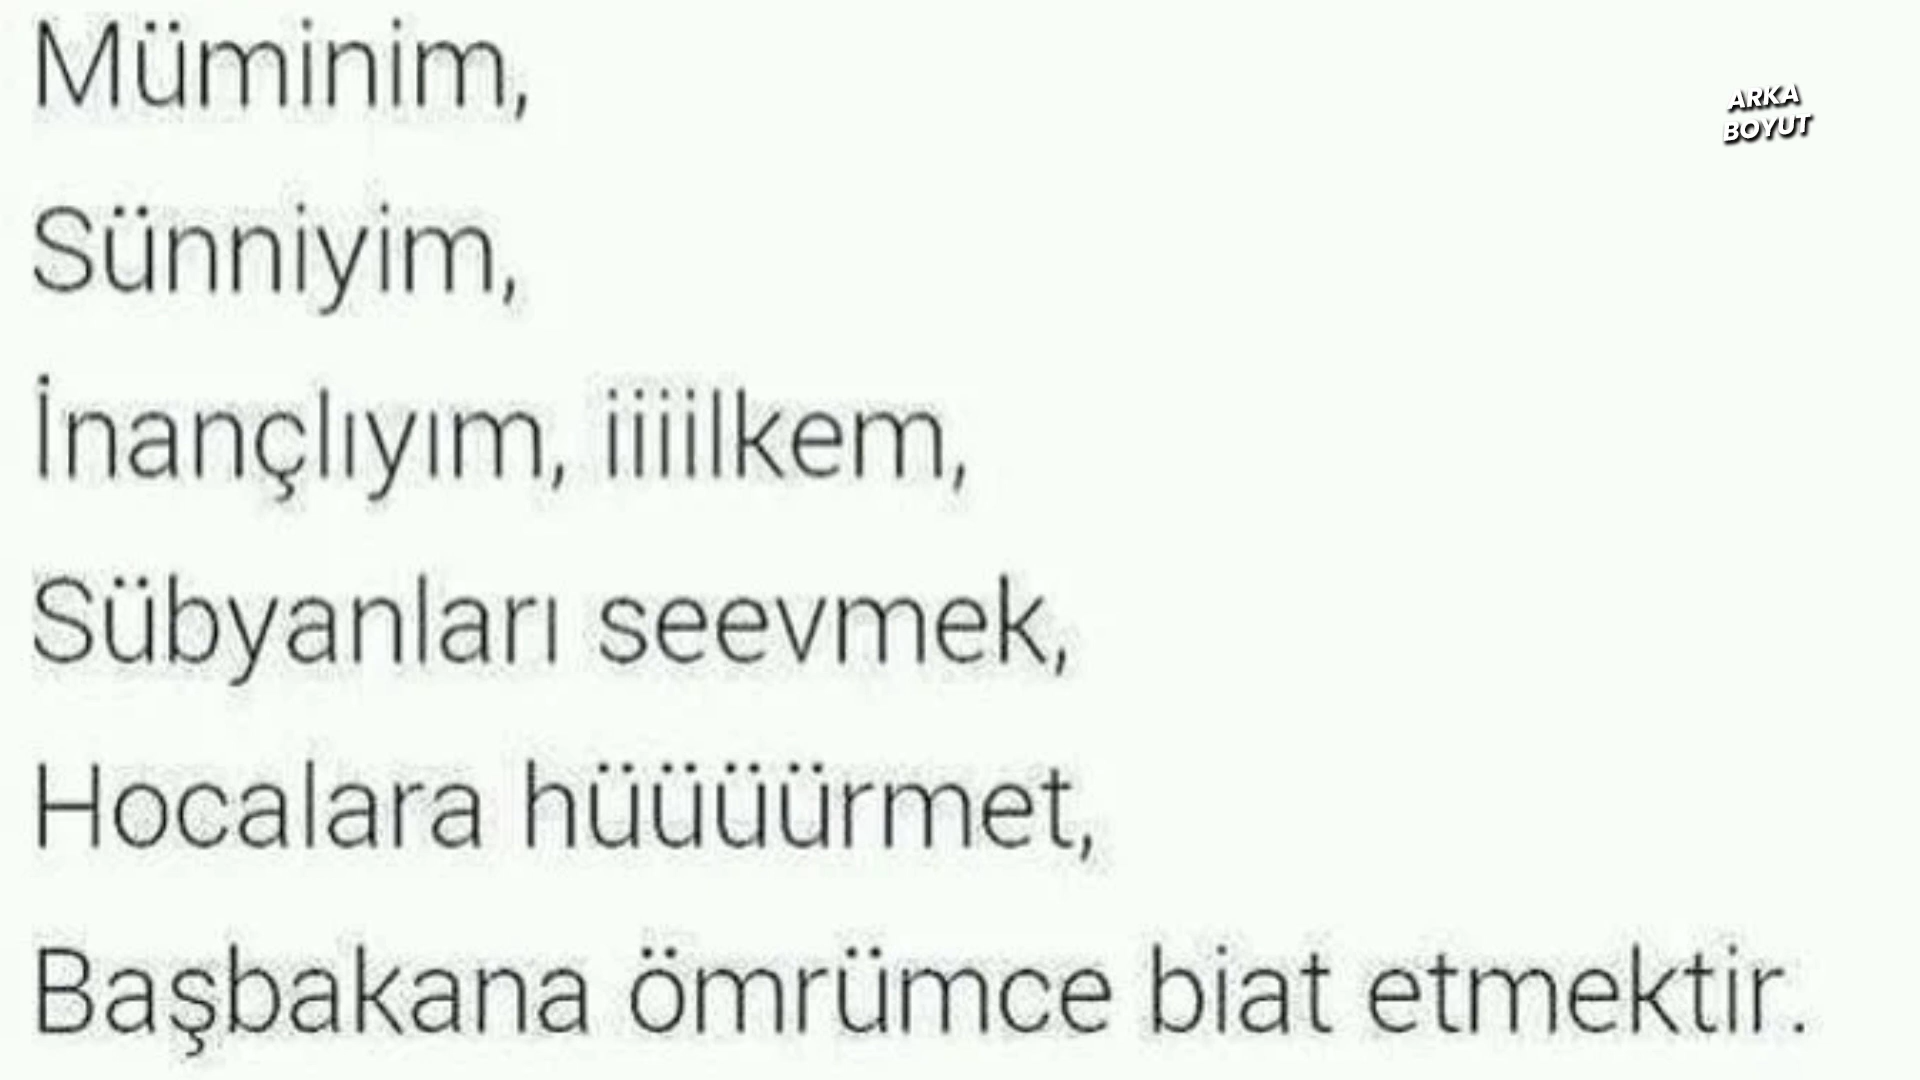 Müminim,
ARKA
BOYUT
Sünniyim,
İnançlıyım, iiiilkem,
Sübyanları seevmek,
Hocalara hüüüürmet,
Başbakana ömrümce biat etmektir.